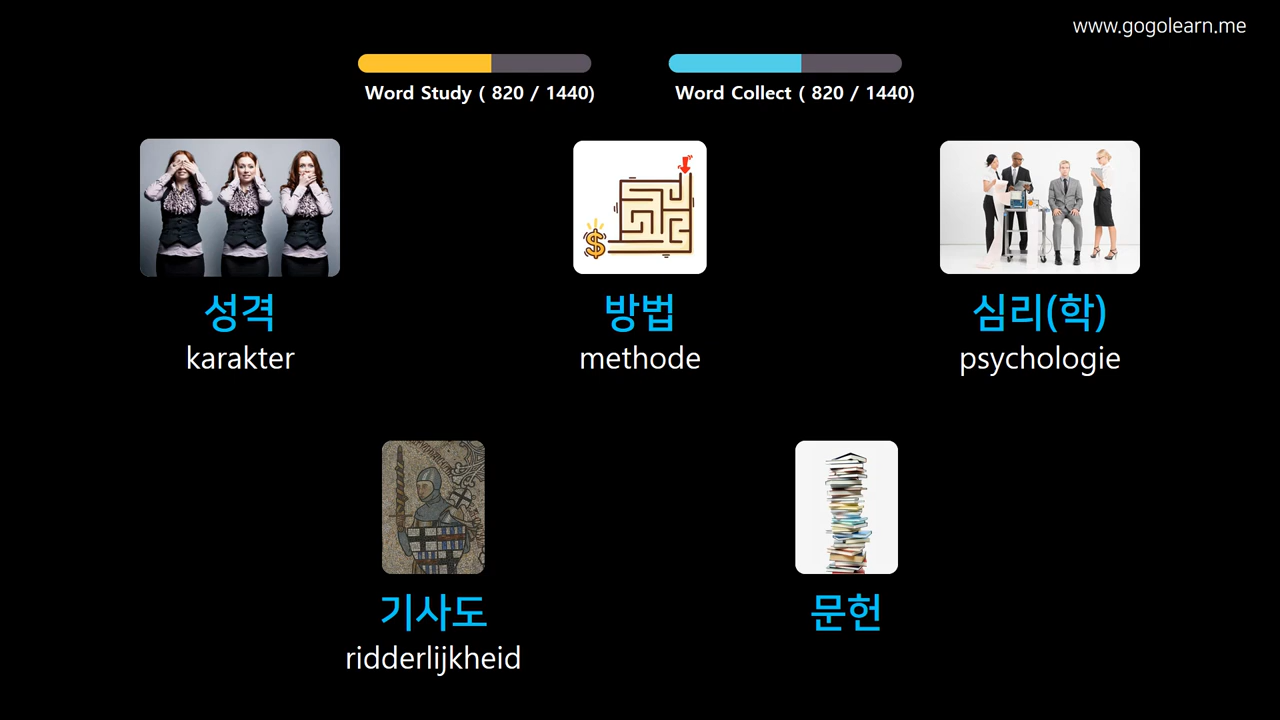 www.gogolearn.me
Word Study ( 820 / 1440)
Word Collect ( 820 / 1440)
성격
karakter
방법
methode
심리(학)
psychologie
기사도
ridderlijkheid
문헌